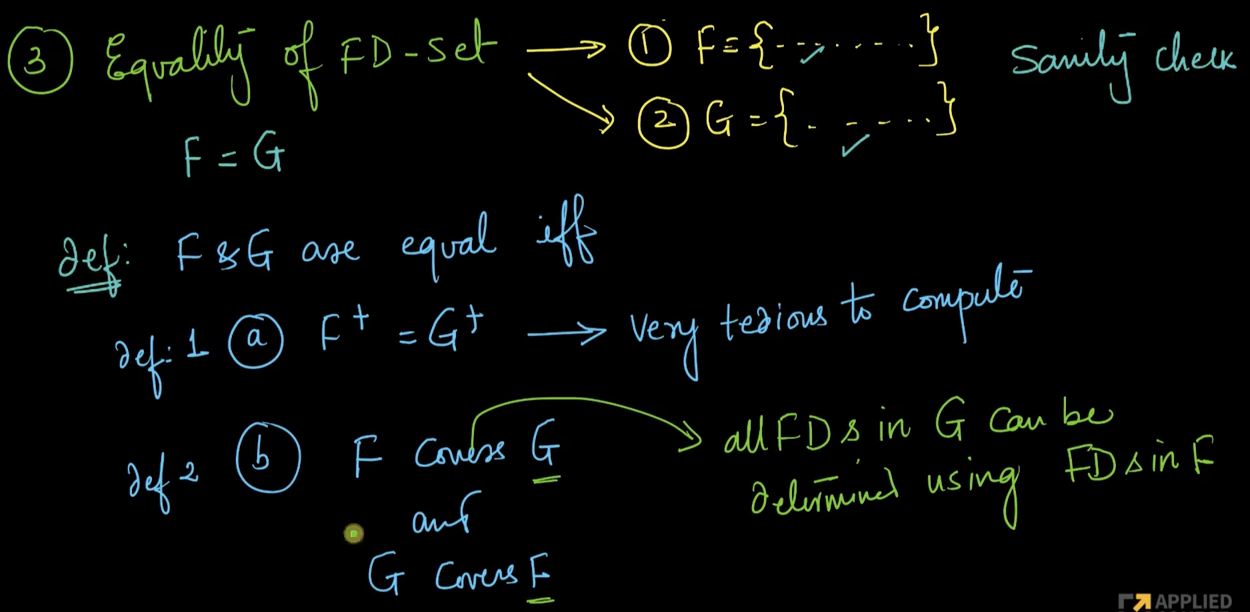 3 Equality of FD-Set → 1 F = {- - - . . . . .} Sanity check
→ 2 G = {. - - . . .}
F = G
def: F & G are equal iff
def: 1 a F⁺ = G⁺ → very tedious to compute
def 2 b F covers G → all FDs in G can be
determined using FDs in F
and
G covers F
APPLIED